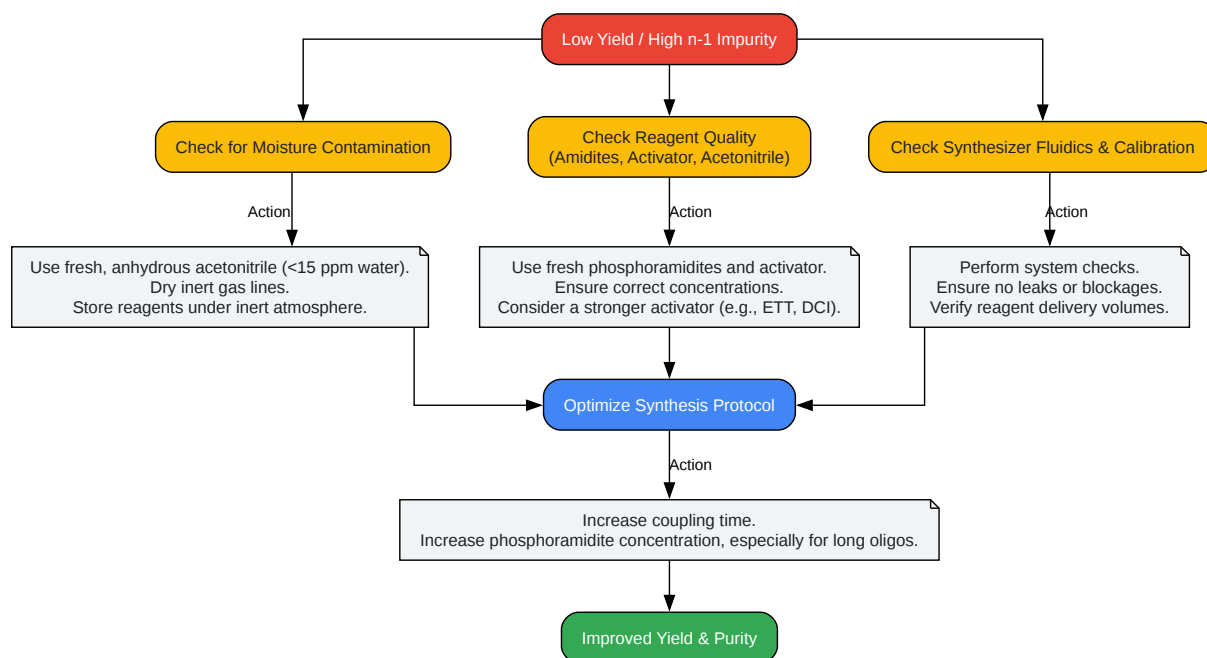 Low Yield / High n-1 Impurity
Check for Moisture Contamination
Check Reagent Quality
(Amidites, Activator, Acetonitrile)
Check Synthesizer Fluidics & Calibration
Action
Action
Action
Use fresh, anhydrous acetonitrile (<15 ppm water).
Dry inert gas lines.
Store reagents under inert atmosphere.
Use fresh phosphoramidites and activator.
Ensure correct concentrations.
Consider a stronger activator (e.g., ETT, DCI).
Perform system checks.
Ensure no leaks or blockages.
Verify reagent delivery volumes.
Optimize Synthesis Protocol
Action
Increase coupling time.
Increase phosphoramidite concentration, especially for long oligos.
Improved Yield & Purity